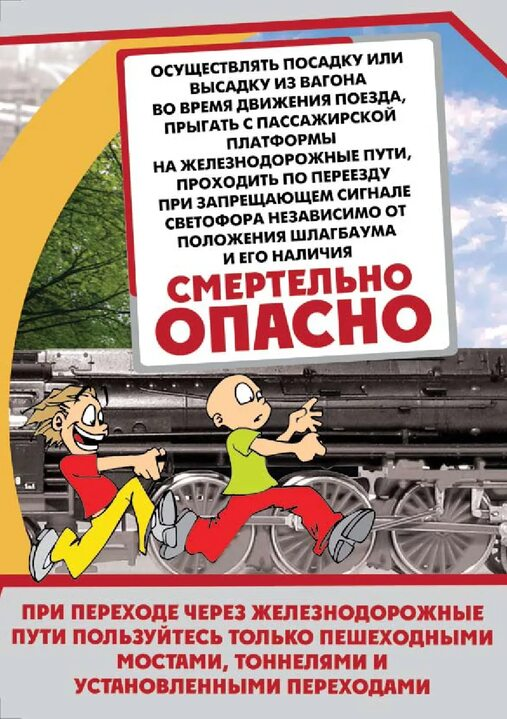 ОСУЩЕСТВЛЯТЬ ПОСАДКУ ИЛИ
ВЫСАДКУ ИЗ ВАГОНА
ВО ВРЕМЯ ДВИЖЕНИЯ ПОЕЗДА,
ПРЫГАТЬ С ПАССАЖИРСКОЙ
ПЛАТФОРМЫ
НА ЖЕЛЕЗНОДОРОЖНЫЕ ПУТИ,
ПРОХОДИТЬ ПО ПЕРЕЕЗДУ
ПРИ ЗАПРЕЩАЮЩЕМ СИГНАЛЕ
СВЕТОФОРА НЕЗАВИСИМО ОТ
ПОЛОЖЕНИЯ ШЛАГБАУМА
И ЕГО НАЛИЧИЯ
СМЕРТЕЛЬНО
ОПАСНО
ПРИ ПЕРЕХОДЕ ЧЕРЕЗ ЖЕЛЕЗНОДОРОЖНЫЕ
ПУТИ ПОЛЬЗУЙТЕСЬ ТОЛЬКО ПЕШЕХОДНЫМИ
МОСТАМИ, ТОННЕЛЯМИ И
УСТАНОВЛЕННЫМИ ПЕРЕХОДАМИ